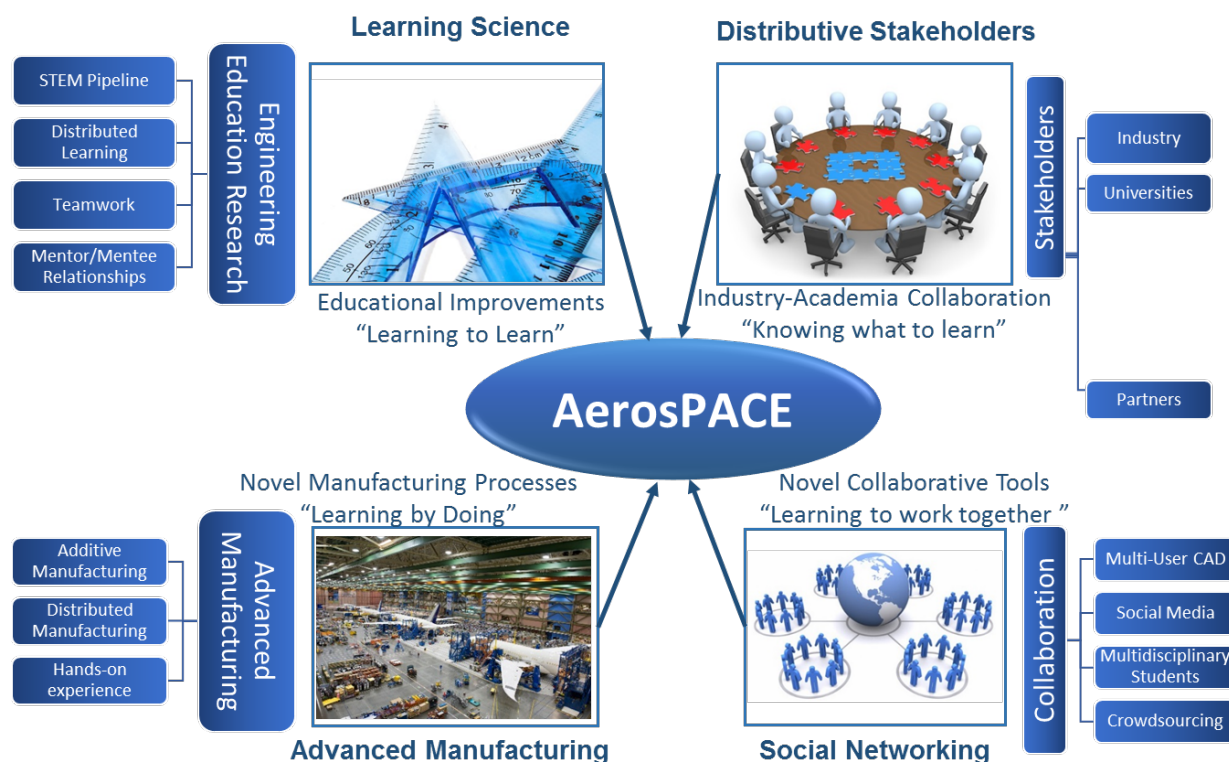 Learning Science
STEM Pipeline
Distributed
Learning
Teamwork
Mentor/Mentee
Relationships
Engineering
Education Research
Educational Improvements
“Learning to Learn”
Distributive Stakeholders
Stakeholders
Industry
Universities
Partners
Industry-Academia Collaboration
“Knowing what to learn”
AerosPACE
Novel Manufacturing Processes
“Learning by Doing”
Additive
Manufacturing
Distributed
Manufacturing
Hands-on
experience
Advanced
Manufacturing
Advanced Manufacturing
Novel Collaborative Tools
“Learning to work together ”
Collaboration
Multi-User CAD
Social Media
Multidisciplinary
Students
Crowdsourcing
Social Networking